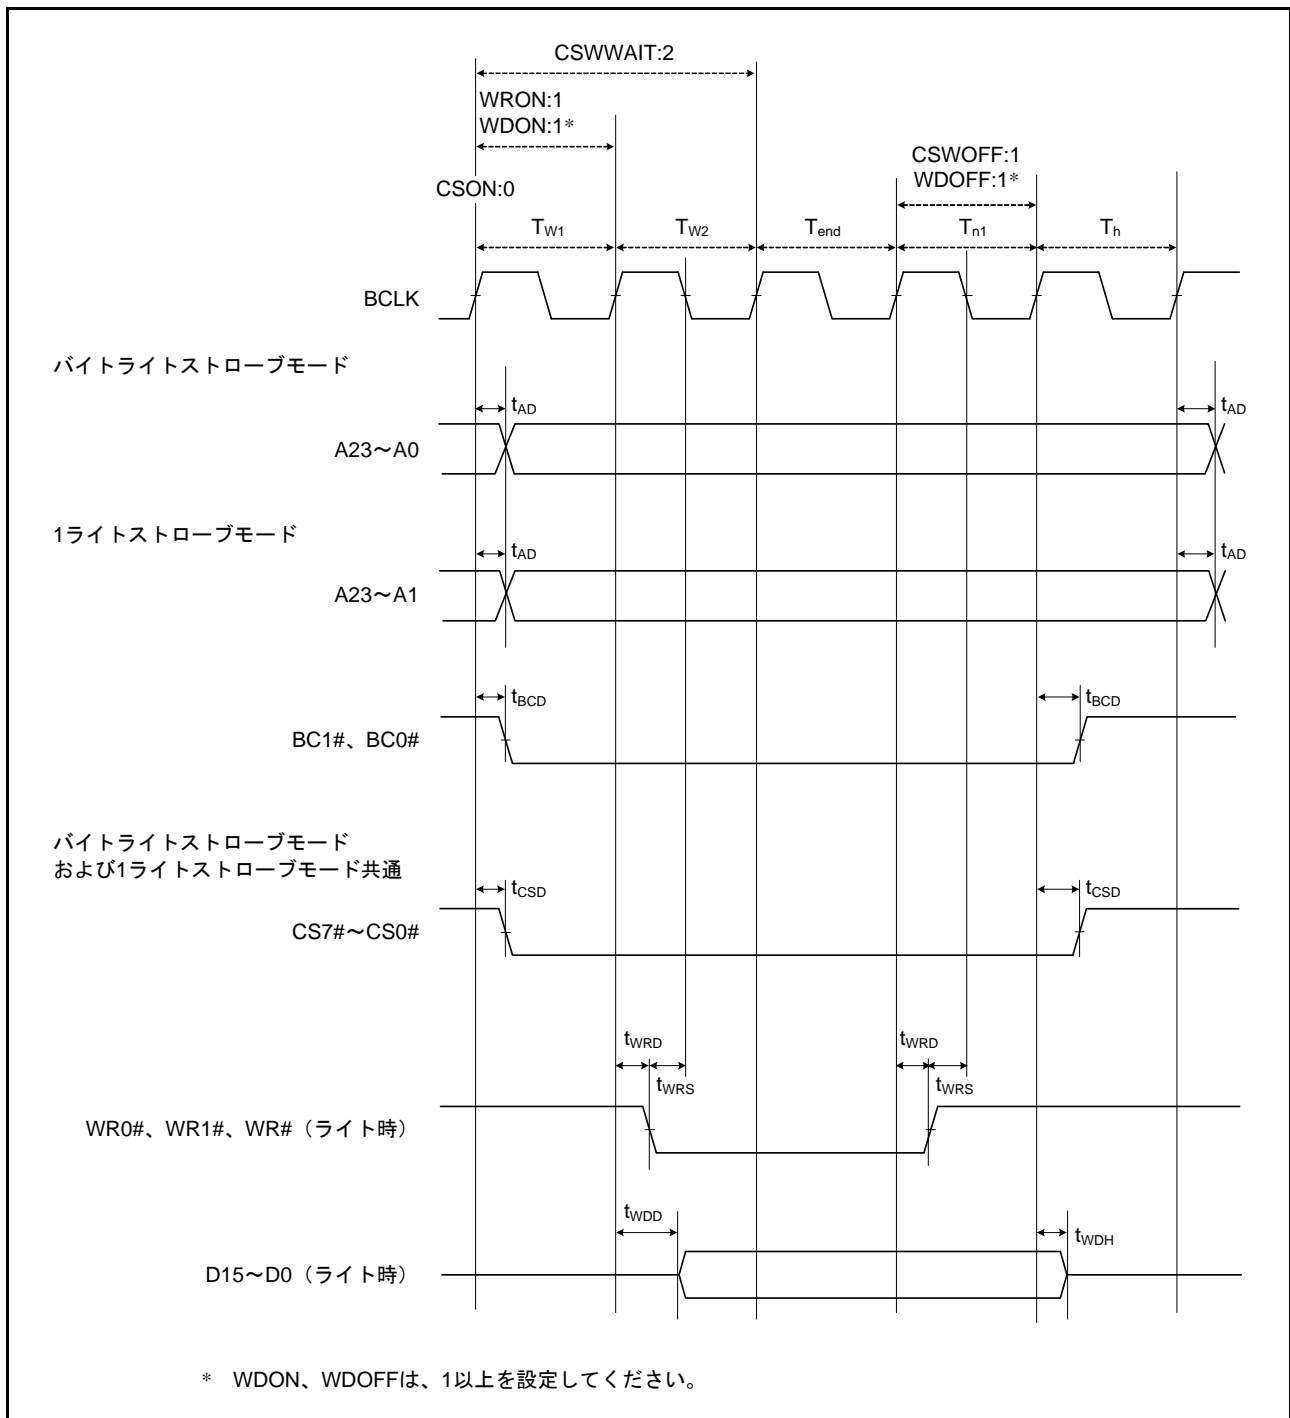 CSWWAIT:2
WRON:1
WDON:1*
CSWOFF:1
WDOFF:1*
CSON:0
TW1
TW2
Tend
Tn1
Th
BCLK
バイトライトストローブモード
tAD
tAD
A23～A0
1ライトストローブモード
tAD
tAD
A23～A1
tBCD
tBCD
BC1#、BC0#
バイトライトストローブモード
および1ライトストローブモード共通
tCSD
tCSD
CS7#～CS0#
tWRD
tWRD
tWRS
tWRS
WR0#、WR1#、WR#（ライト時）
tWDD
tWDH
D15～D0（ライト時）
* WDON、WDOFFは、1以上を設定してください。